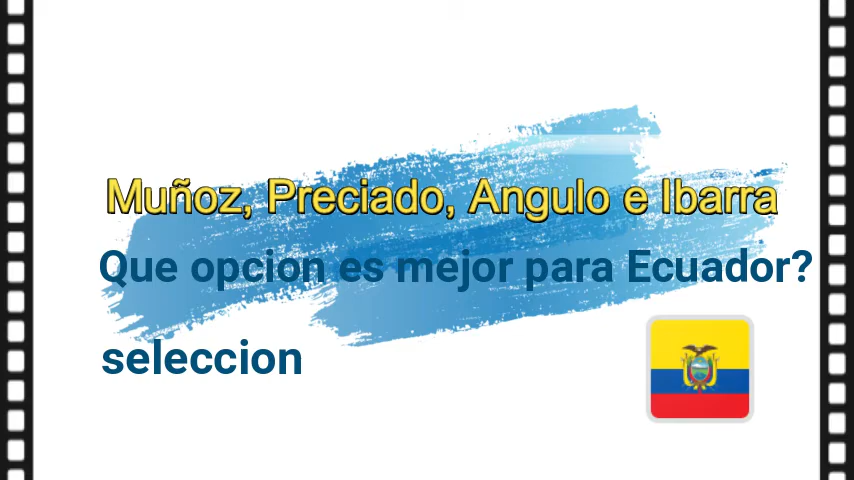 Muñoz, Preciado, Angulo e Ibarra
Que opcion es mejor para Ecuador?
seleccion